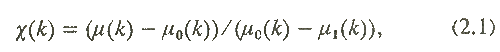 χ(k) = (μ(k) − μ₀(k))/(μ₀(k) − μ₁(k)), (2.1)